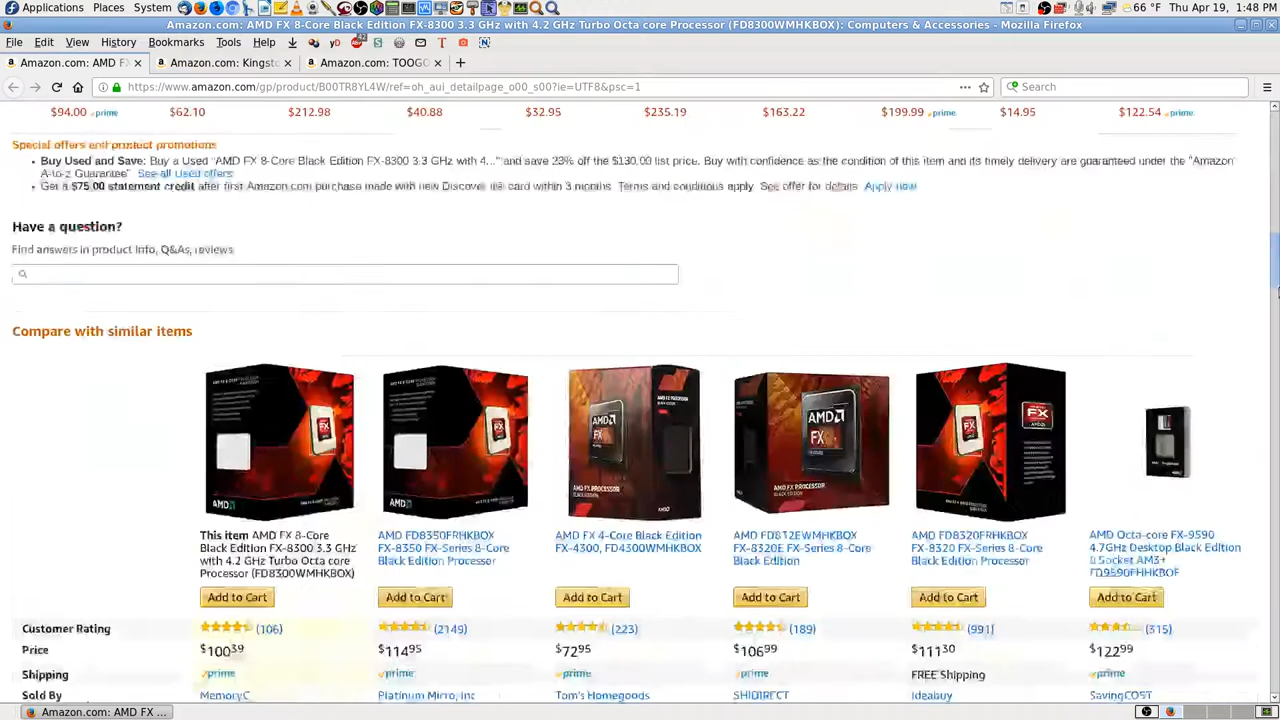 Applications Places System 66 °F Thu Apr 19, 1:48 PM
Amazon.com: AMD FX 8-Core Black Edition FX-8300 3.3 GHz with 4.2 GHz Turbo Octa core Processor (FD8300WMHKBOX): Computers & Accessories - Mozilla Firefox
File Edit View History Bookmarks Tools Help
Amazon.com: AMD F Amazon.com: Kingst Amazon.com: TOOGO
https://www.amazon.com/gp/product/B00TR8YL4W/ref=oh_aui_detailpage_o00_s00?ie=UTF8&psc=1 Search
$94.00 prime $62.10 $212.98 $40.88 $32.95 $235.19 $163.22 $199.99 prime $14.95 $122.54 prime
Special offers and product promotions
Buy Used and Save: Buy a Used "AMD FX 8-Core Black Edition FX-8300 3.3 GHz with 4..." and save 23% off the $130.00 list price. Buy with confidence as the condition of this item and its timely delivery are guaranteed under the "Amazon
A-to-z Guarantee" See all used offers
Get a $75.00 statement credit after first Amazon.com purchase made with new Discover it card within 3 months. Terms and conditions apply. See offer for details. Apply now
Have a question?
Find answers in product info, Q&As, reviews
Compare with similar items
This item AMD FX 8-Core
Black Edition FX-8300 3.3 GHz
with 4.2 GHz Turbo Octa core
Processor (FD8300WMHKBOX)
AMD FD8350FRHKBOX
FX-8350 FX-Series 8-Core
Black Edition Processor
AMD FX 4-Core Black Edition
FX-4300, FD4300WMHKBOX
AMD FD832EWMHKBOX
FX-8320E FX-Series 8-Core
Black Edition
AMD FD8320FRHKBOX
FX-8320 FX-Series 8-Core
Black Edition Processor
AMD Octa-core FX-9590
4.7GHz Desktop Black Edition
Socket AM3+
FD9590FHHKBOF
Add to Cart Add to Cart Add to Cart Add to Cart Add to Cart Add to Cart
Customer Rating (106) (2149) (223) (189) (991) (315)
Price $100.39 $114.95 $72.95 $106.99 $111.30 $122.99
Shipping prime prime prime prime FREE Shipping prime
Sold By MemoryC Platinum Micro, Inc Tom's Homegoods SHIDIRECT Ideabuy SavingCOST
Amazon.com: AMD FX ...